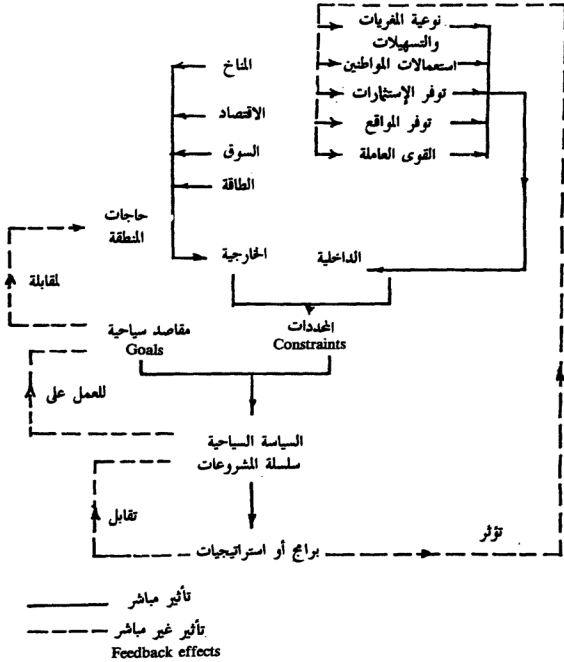 نوعية المغريات
والتسهيلات
استعمالات المواطنين
توفر الإستثمارات
توفر المواقع
القوى العاملة
المناخ
الاقتصاد
السوق
الطاقة
حاجات
المنطقة
الخارجية
الداخلية
لمقابلة
المحددات
Constraints
مقاصد سياحية
Goals
للعمل على
السياسة السياحية
سلسلة المشروعات
تقابل
برامج أو استراتيجيات
تؤثر
تأثير مباشر
تأثير غير مباشر
Feedback effects